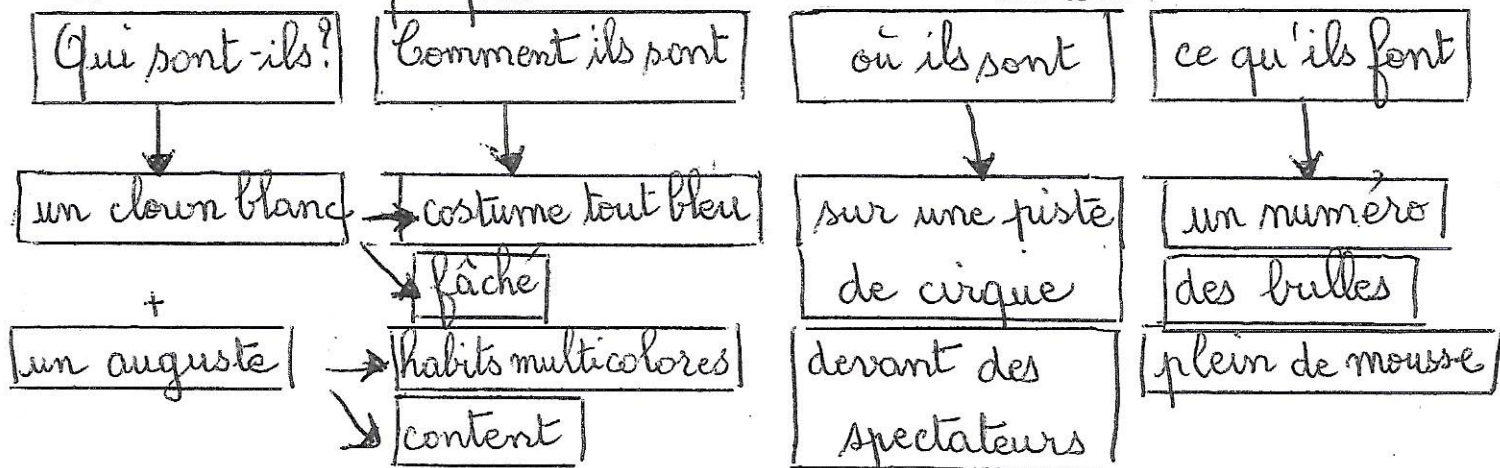 Qui sont-ils?
Comment ils sont
où ils sont
ce qu'ils font
un clown blanc
costume tout bleu
fâché
+
un auguste
habits multicolores
content
sur une piste
de cirque
devant des
spectateurs
un numéro
des bulles
plein de mousse